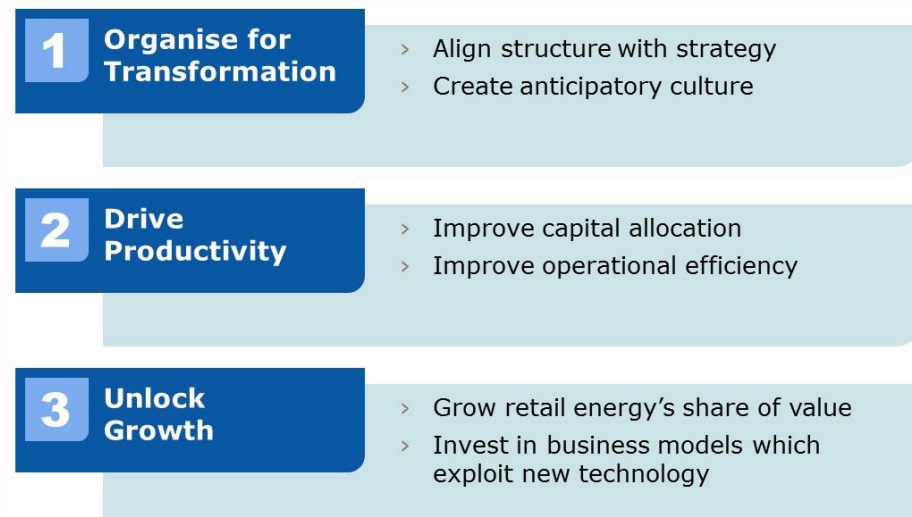 1
Organise for
Transformation
› Align structure with strategy
› Create anticipatory culture
2
Drive
Productivity
› Improve capital allocation
› Improve operational efficiency
3
Unlock
Growth
› Grow retail energy’s share of value
› Invest in business models which
exploit new technology